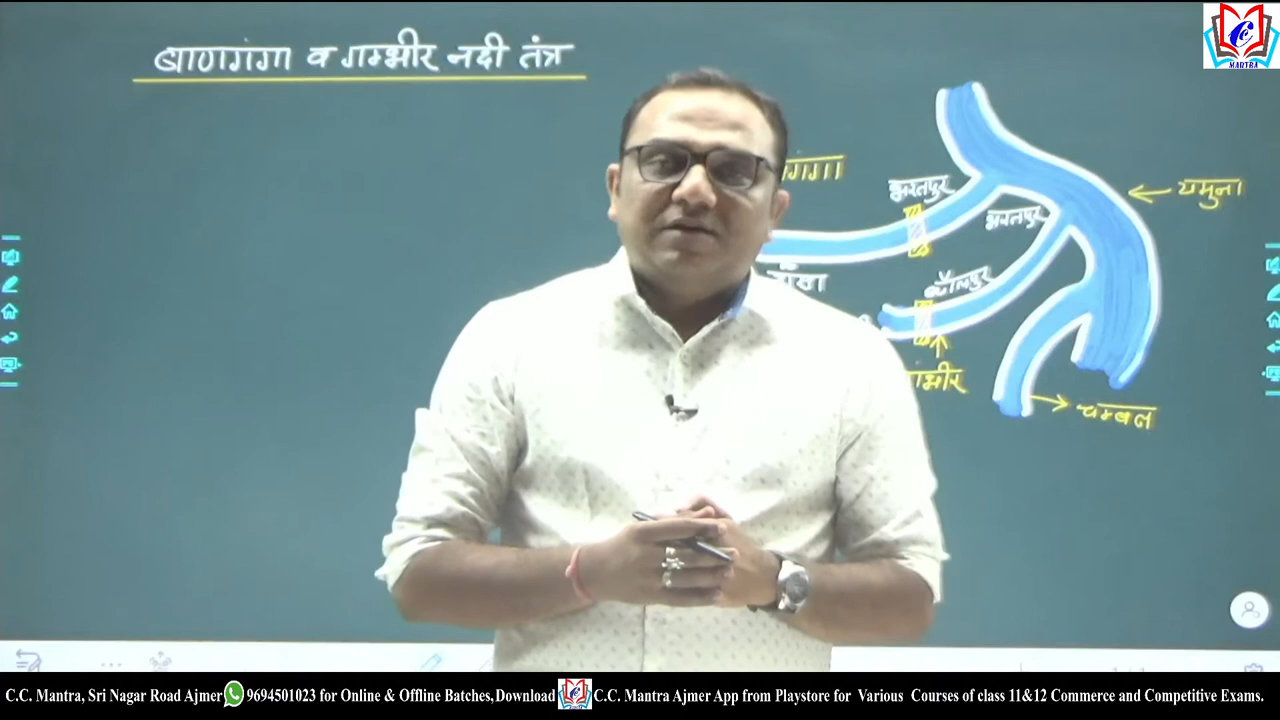 बाणगंगा व गम्भीर नदी तंत्र
C
MANTRA
गंगा
भरतपुर
यमुना
भरतपुर
धौलपुर
चम्बल
C.C. Mantra, Sri Nagar Road Ajmer 9694501023 for Online & Offline Batches, Download C.C. Mantra Ajmer App from Playstore for Various Courses of class 11&12 Commerce and Competitive Exams.